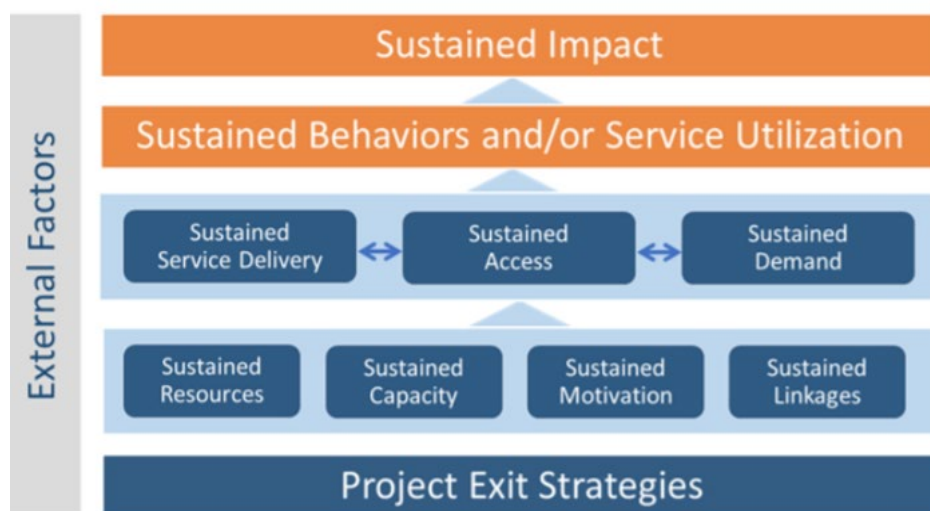 External Factors
Sustained Impact
Sustained Behaviors and/or Service Utilization
Sustained
Service Delivery
Sustained
Access
Sustained
Demand
Sustained
Resources
Sustained
Capacity
Sustained
Motivation
Sustained
Linkages
Project Exit Strategies